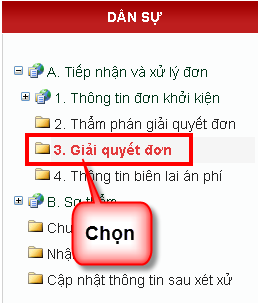 DÂN SỰ
A. Tiếp nhận và xử lý đơn
1. Thông tin đơn khởi kiện
2. Thẩm phán giải quyết đơn
3. Giải quyết đơn
4. Thông tin biên lai án phí
B. Sơ
Chọn
Cập nhật thông tin sau xét xử